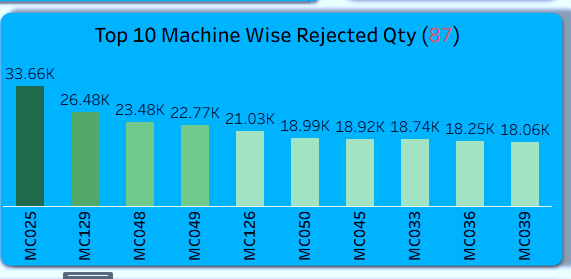 Top 10 Machine Wise Rejected Qty (87)
33.66K
26.48K
23.48K
22.77K
21.03K
18.99K
18.92K
18.74K
18.25K
18.06K
MC025
MC129
MC048
MC049
MC126
MC050
MC045
MC033
MC036
MC039